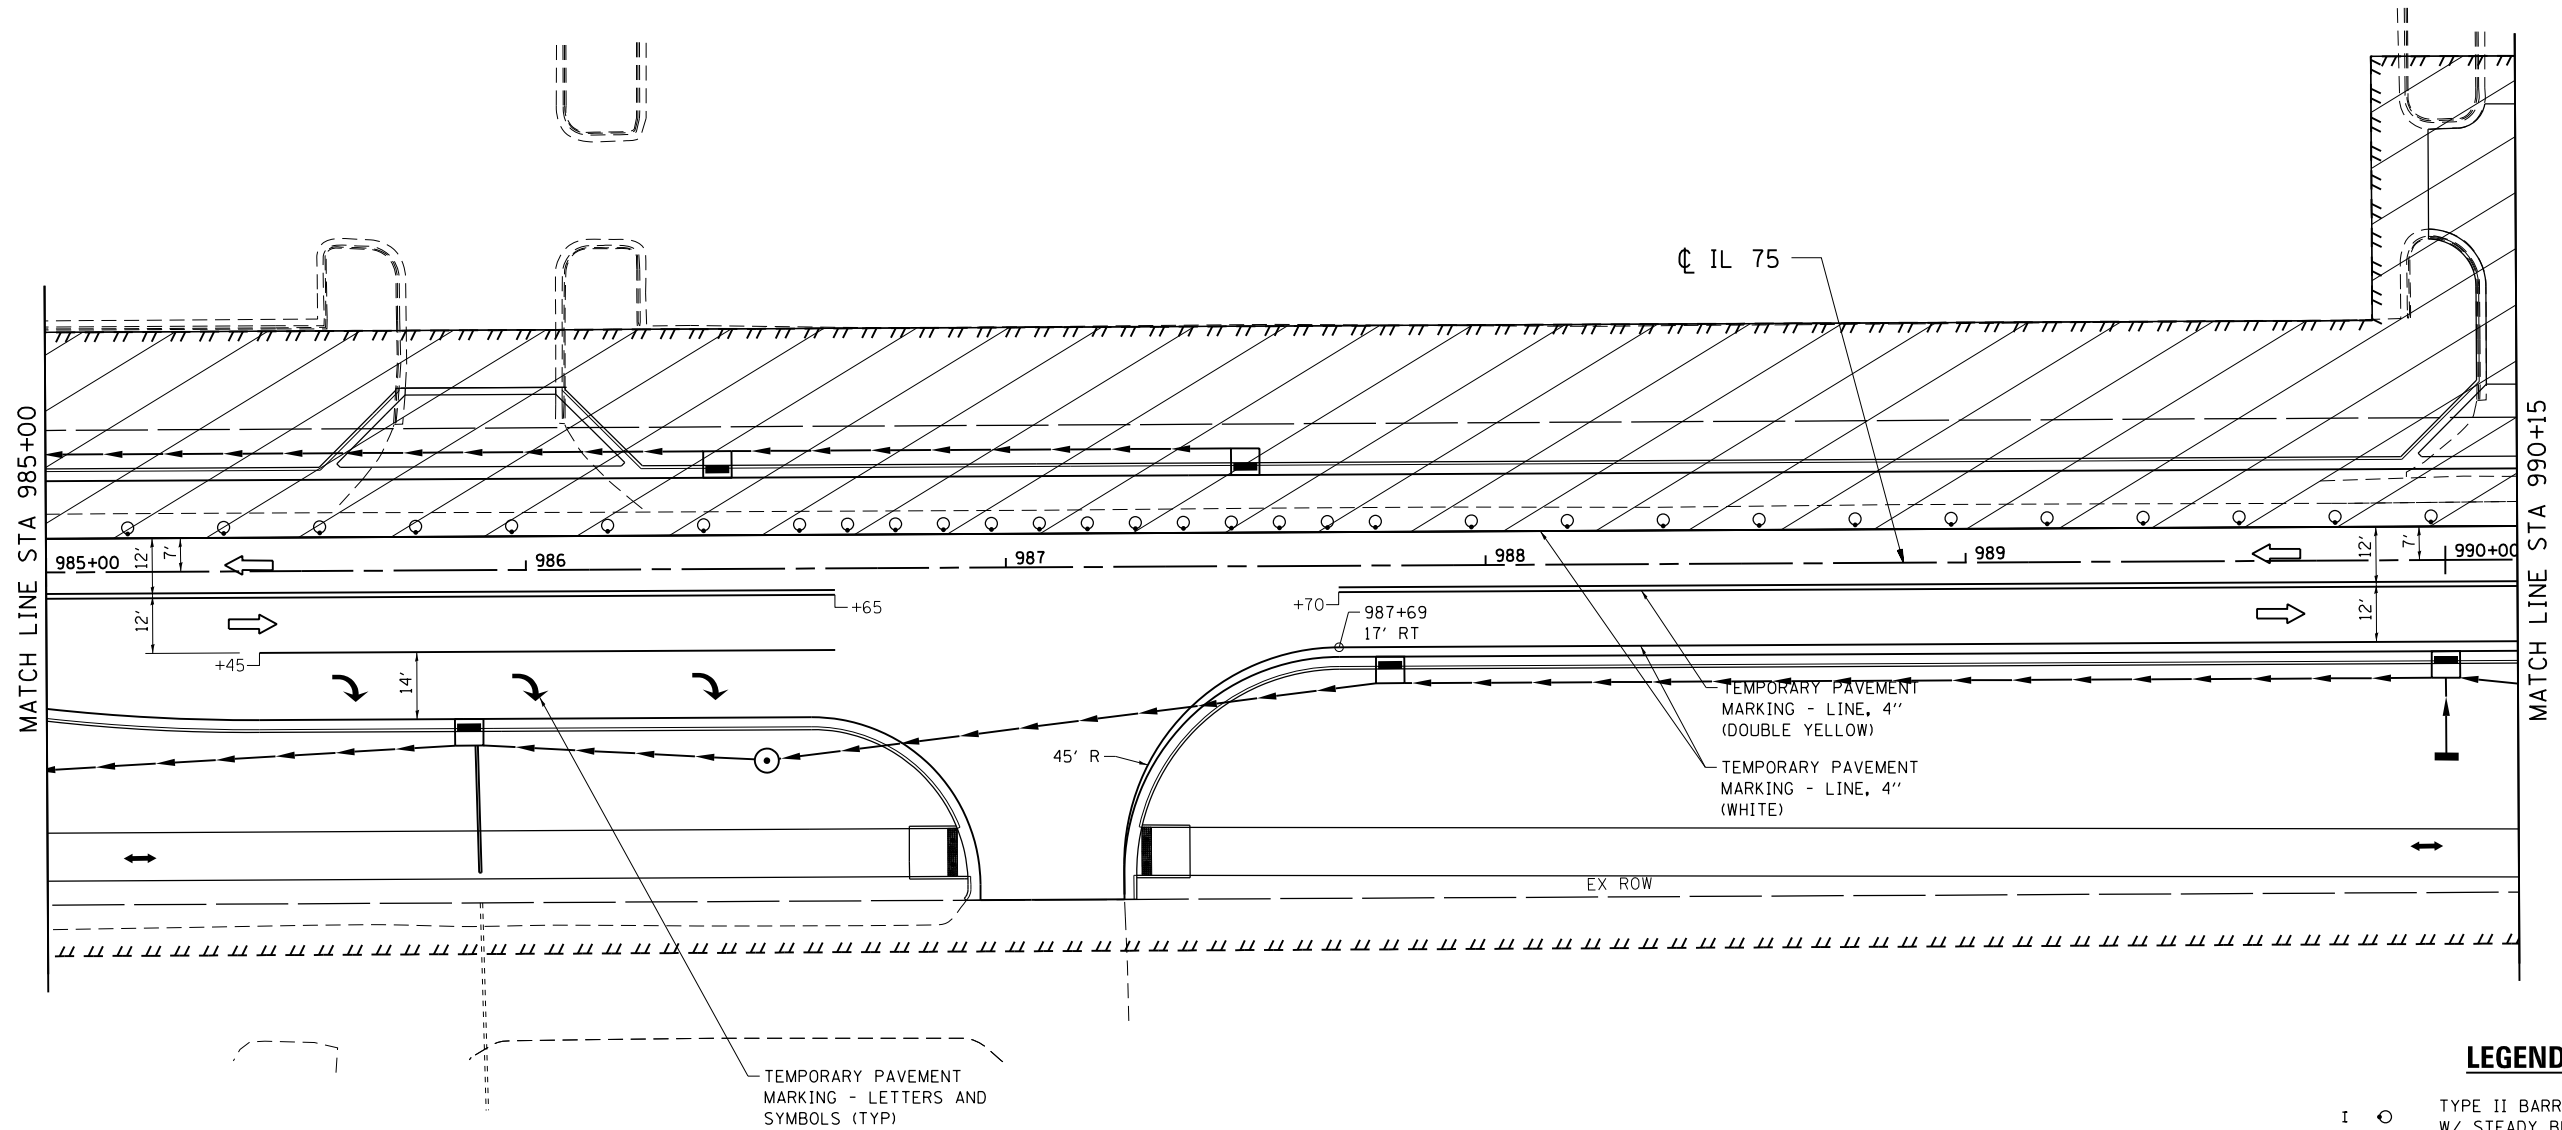 ℄ IL 75
MATCH LINE STA 985+00
MATCH LINE STA 990+15
985+00
986
987
988
989
990+00
12'
7'
12'
7'
+65
+70
987+69
17' RT
12'
12'
+45
14'
TEMPORARY PAVEMENT
MARKING - LINE, 4"
(DOUBLE YELLOW)
45' R
TEMPORARY PAVEMENT
MARKING - LINE, 4"
(WHITE)
EX ROW
TEMPORARY PAVEMENT
MARKING - LETTERS AND
SYMBOLS (TYP)
LEGEND
I
TYPE II BARR
W/ STEADY